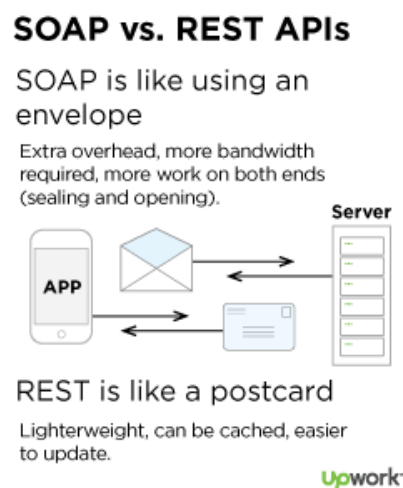 SOAP vs. REST APIs
SOAP is like using an
envelope
Extra overhead, more bandwidth
required, more work on both ends
(sealing and opening).
Server
APP
REST is like a postcard
Lighterweight, can be cached, easier
to update.
Upwork